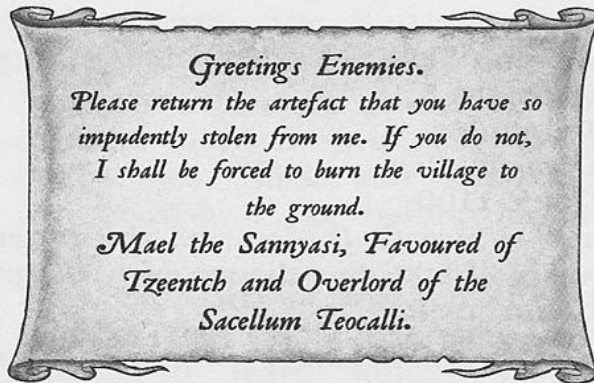 Greetings Enemies.
Please return the artefact that you have so
impudently stolen from me. If you do not,
I shall be forced to burn the village to
the ground.
Mael the Sannyasi, Favoured of
Tzeentch and Overlord of the
Sacellum Teocalli.